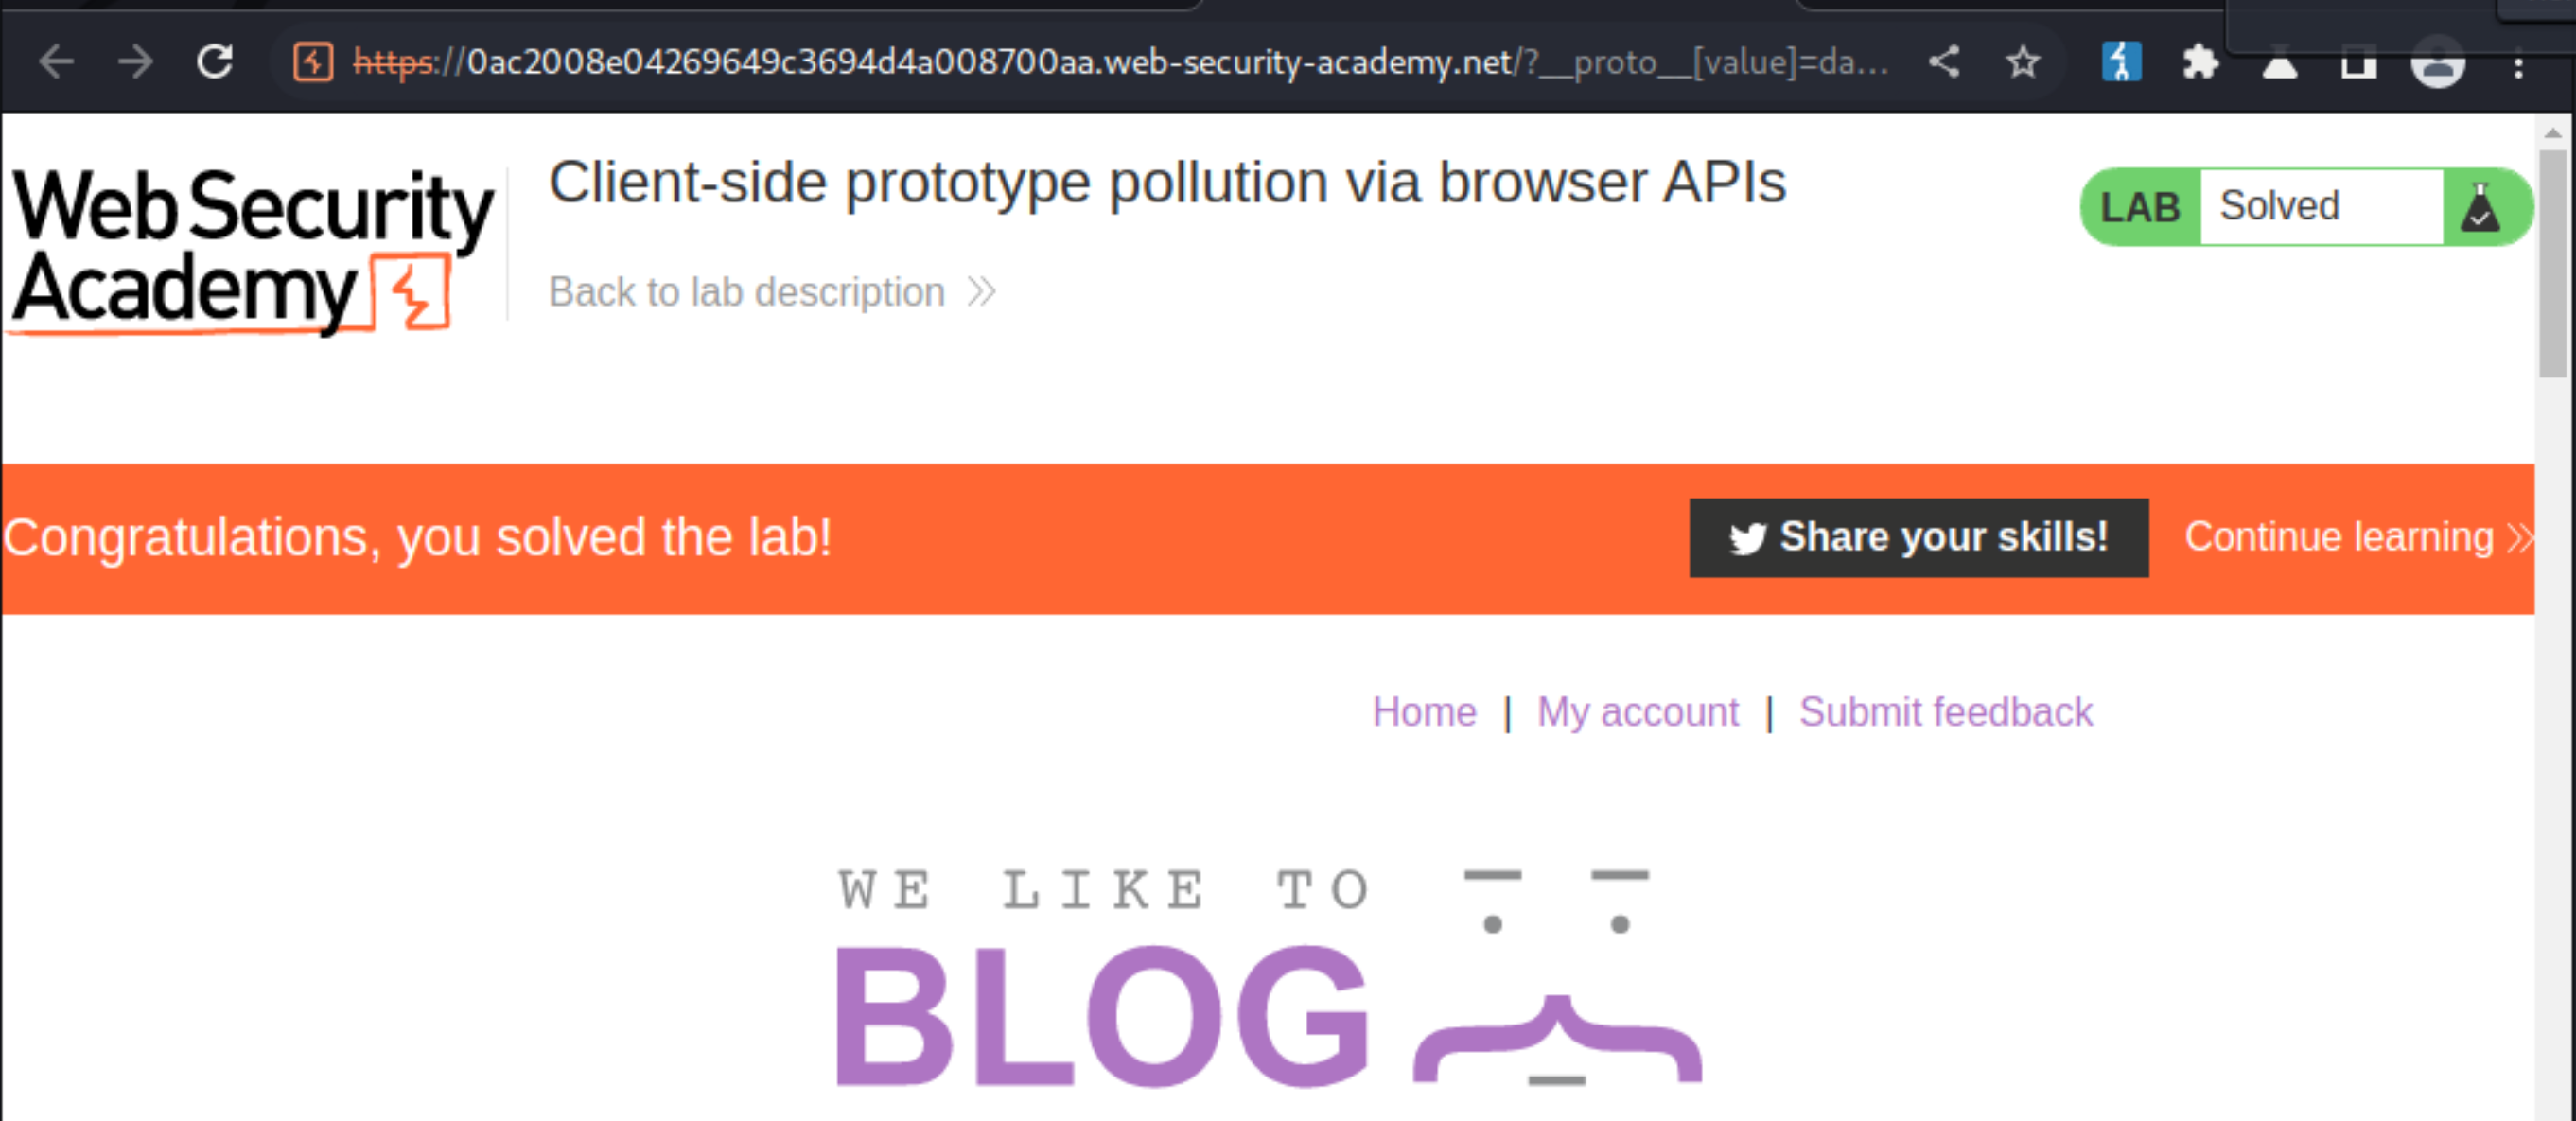 https://0ac2008e04269649c3694d4a008700aa.web-security-academy.net/?__proto__[value]=da...
Web Security
Academy
Client-side prototype pollution via browser APIs
Back to lab description
LAB Solved
Congratulations, you solved the lab!
Share your skills!
Continue learning
Home | My account | Submit feedback
WE LIKE TO
BLOG